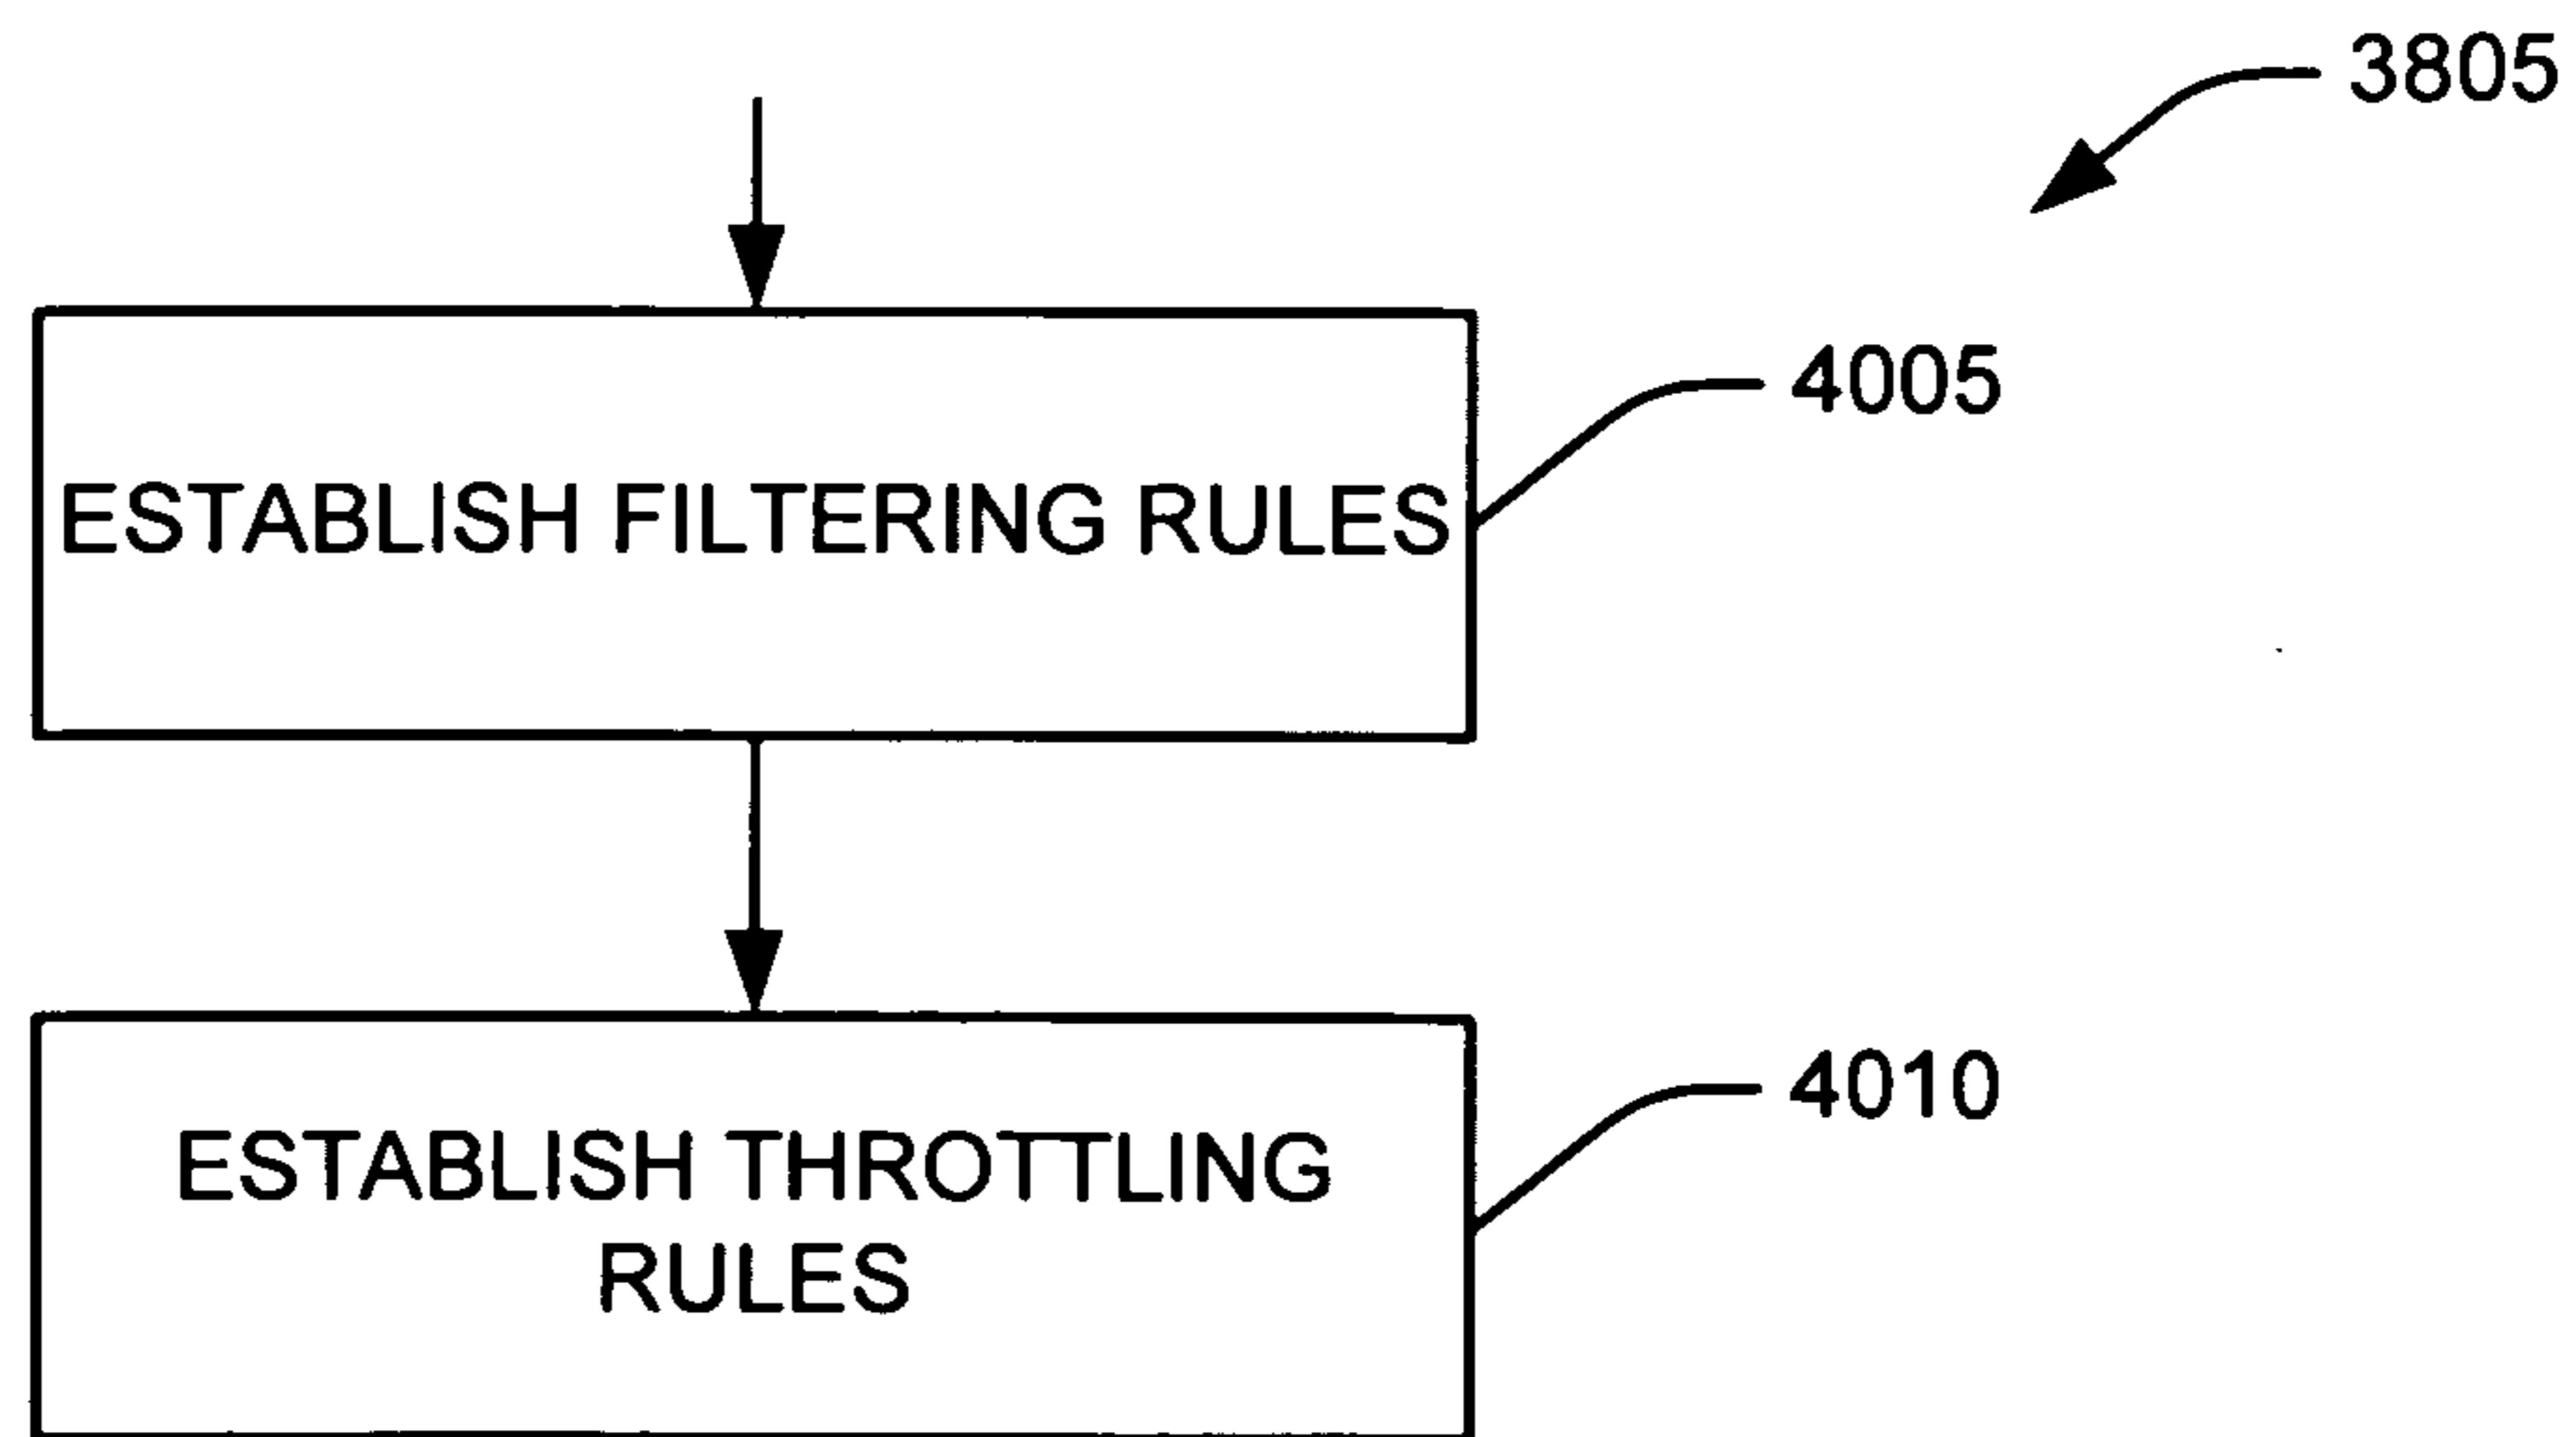 3805
4005
ESTABLISH FILTERING RULES
4010
ESTABLISH THROTTLING
RULES